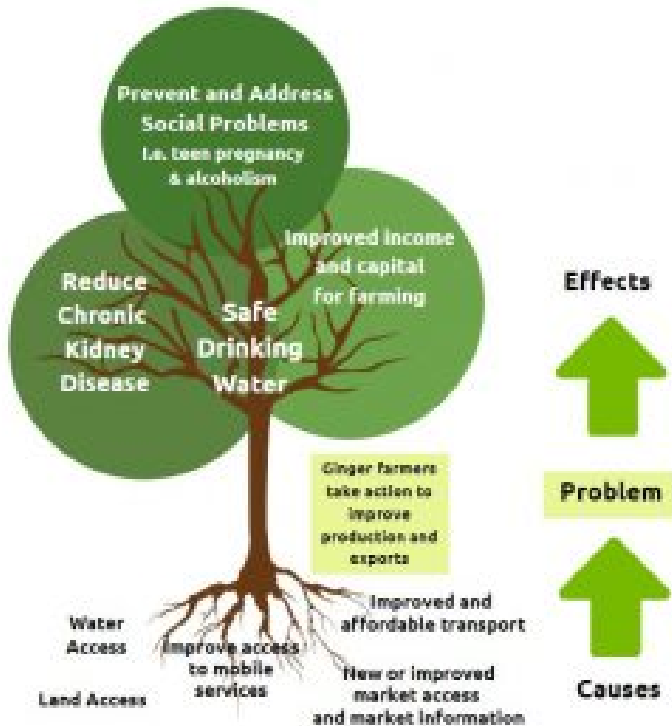 Prevent and Address
Social Problems
I.e. teen pregnancy
& alcoholism
Improved income
and capital
for farming
Reduce
Chronic
Kidney
Disease
Safe
Drinking
Water
Effects
Ginger farmers
take action to
improve
production and
exports
Problem
Water
Access
Improve access
to mobile
services
Improved and
affordable transport
Land Access
New or improved
market access
and market information
Causes